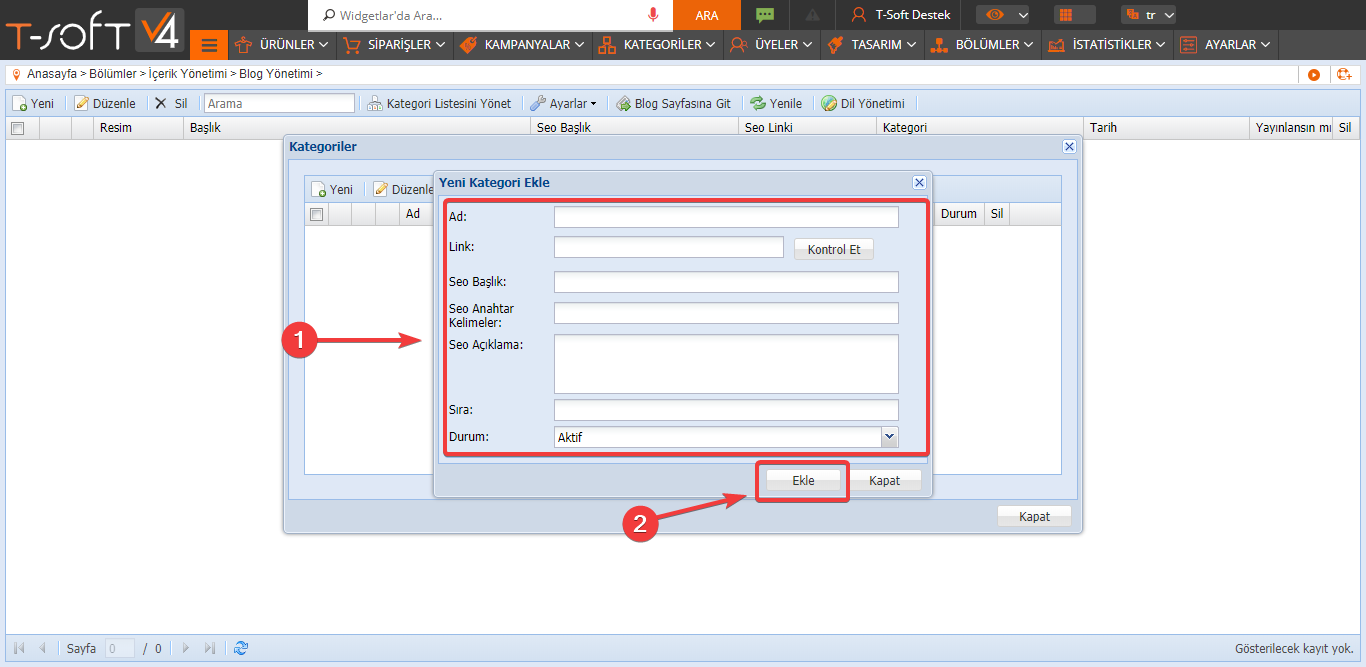 T-SOFT V4
Widgetlar'da Ara...
ARA
T-Soft Destek
tr
ÜRÜNLER
SİPARİŞLER
KAMPANYALAR
KATEGORİLER
ÜYELER
TASARIM
BÖLÜMLER
İSTATİSTİKLER
AYARLAR
Anasayfa > Bölümler > İçerik Yönetimi > Blog Yönetimi >
Yeni
Düzenle
Sil
Arama
Kategori Listesini Yönet
Ayarlar
Blog Sayfasına Git
Yenile
Dil Yönetimi
Resim
Başlık
Seo Başlık
Seo Linki
Kategori
Tarih
Yayınlansın mı
Sil
Kategoriler
Yeni
Düzenle
Ad
Durum
Sil
Yeni Kategori Ekle
Ad:
Link:
Kontrol Et
Seo Başlık:
Seo Anahtar
Kelimeler:
1
Seo Açıklama:
Sıra:
Durum:
Aktif
Ekle
Kapat
2
Kapat
Sayfa
0
/ 0
Gösterilecek kayıt yok.